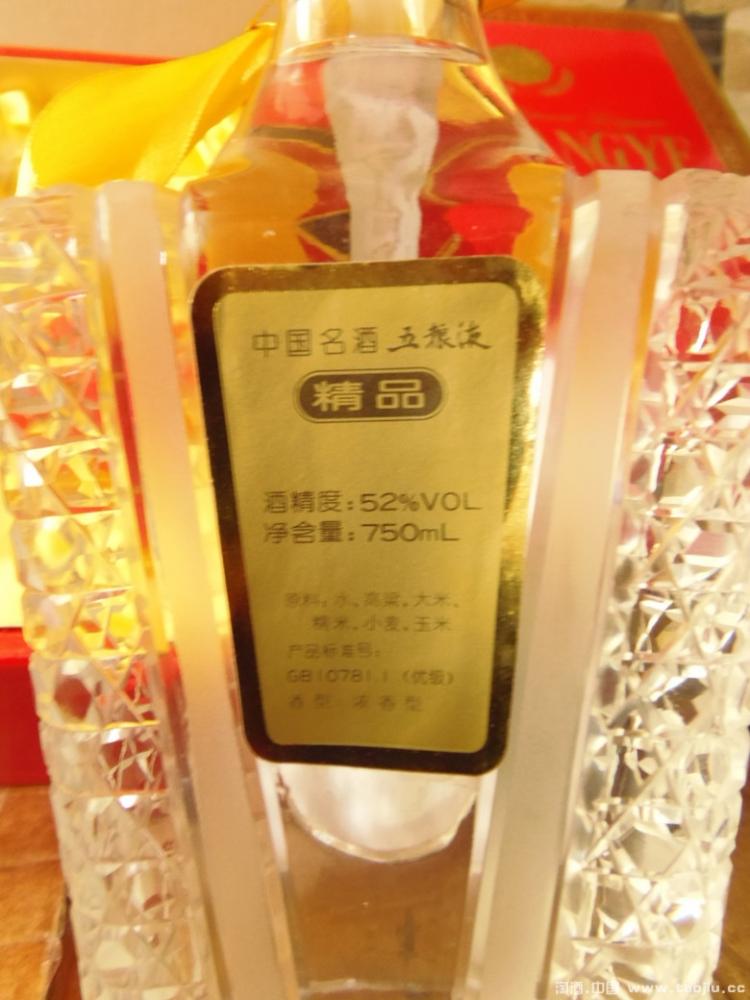 NGYE
中国名酒 五粮液
精品
酒精度:52%VOL
净含量:750mL
原料:水、高粱、大米、
糯米、小麦、玉米
产品标准号:
GB10781.1 (优级)
香型:浓香型
淘酒.中国 www.taojiu.cc